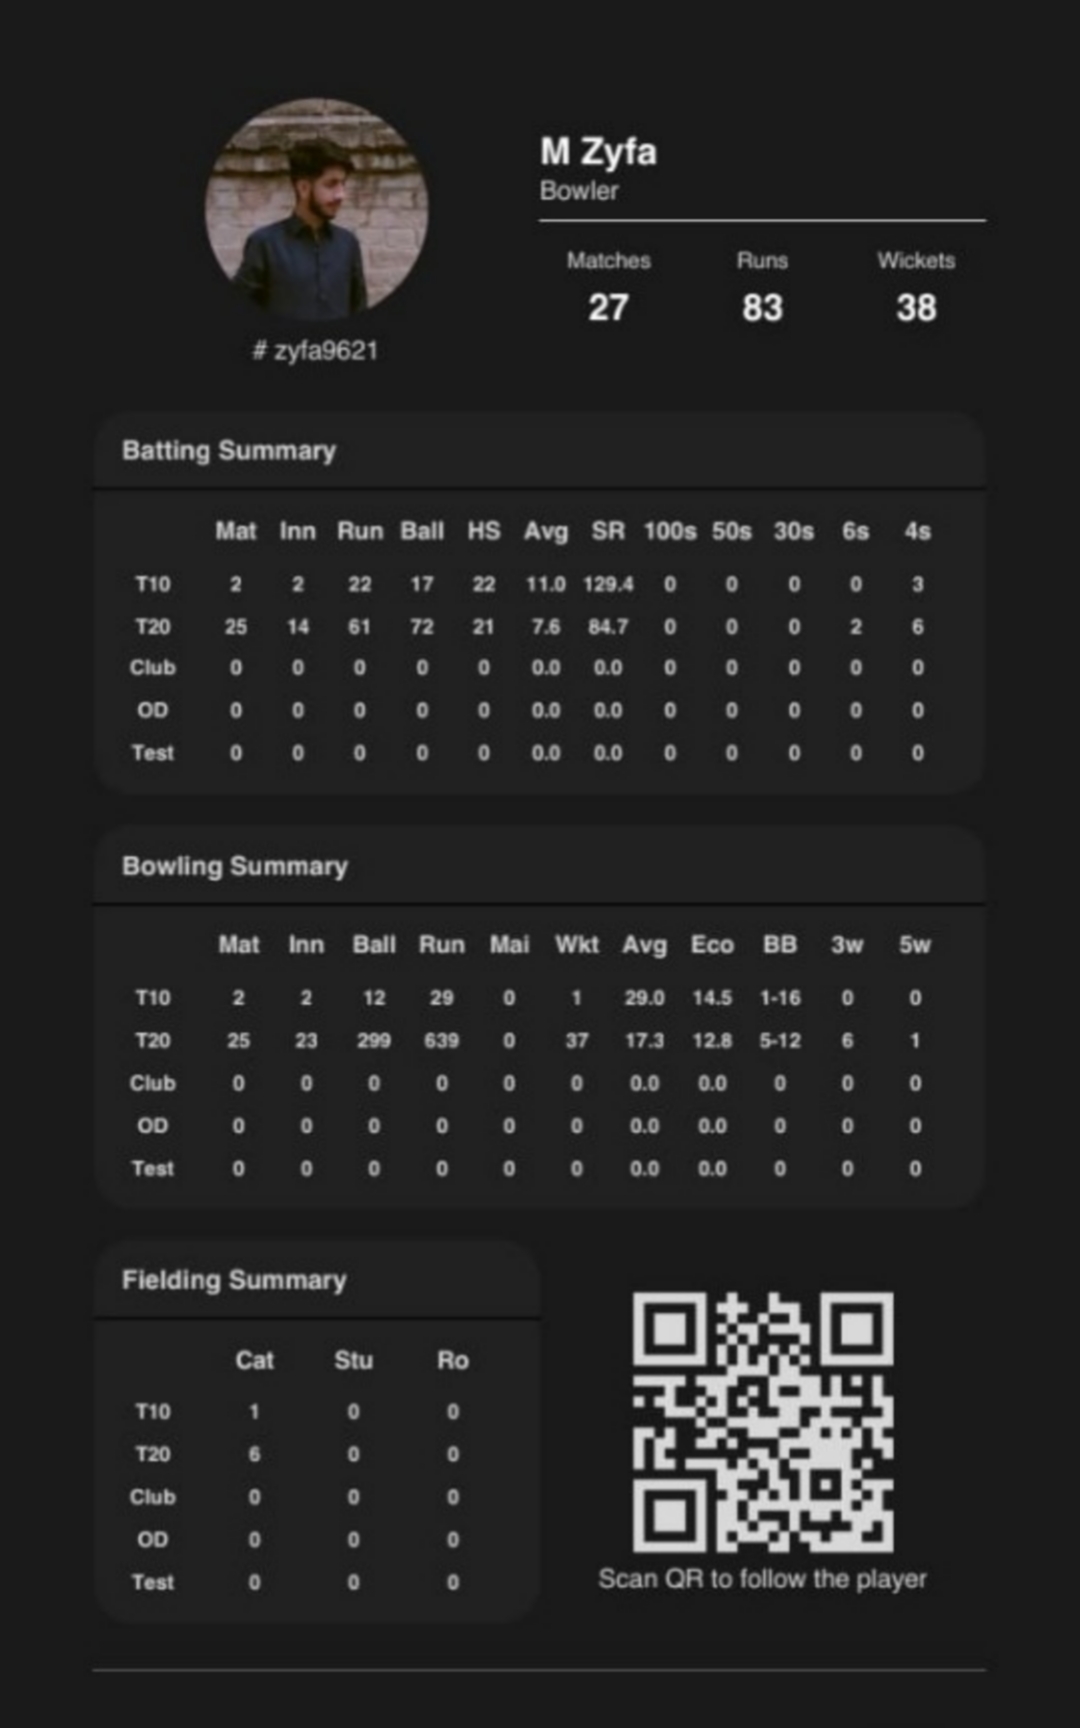 M Zyfa
Bowler
Matches Runs Wickets
27 83 38
# zyfa9621
Batting Summary
Mat Inn Run Ball HS Avg SR 100s 50s 30s 6s 4s
T10 2 2 22 17 22 11.0 129.4 0 0 0 0 3
T20 25 14 61 72 21 7.6 84.7 0 0 0 2 6
Club 0 0 0 0 0 0.0 0.0 0 0 0 0 0
OD 0 0 0 0 0 0.0 0.0 0 0 0 0 0
Test 0 0 0 0 0 0.0 0.0 0 0 0 0 0
Bowling Summary
Mat Inn Ball Run Mai Wkt Avg Eco BB 3w 5w
T10 2 2 12 29 0 1 29.0 14.5 1-16 0 0
T20 25 23 299 639 0 37 17.3 12.8 5-12 6 1
Club 0 0 0 0 0 0 0.0 0.0 0 0 0
OD 0 0 0 0 0 0 0.0 0.0 0 0 0
Test 0 0 0 0 0 0 0.0 0.0 0 0 0
Fielding Summary
Cat Stu Ro
T10 1 0 0
T20 6 0 0
Club 0 0 0
OD 0 0 0
Test 0 0 0
Scan QR to follow the player